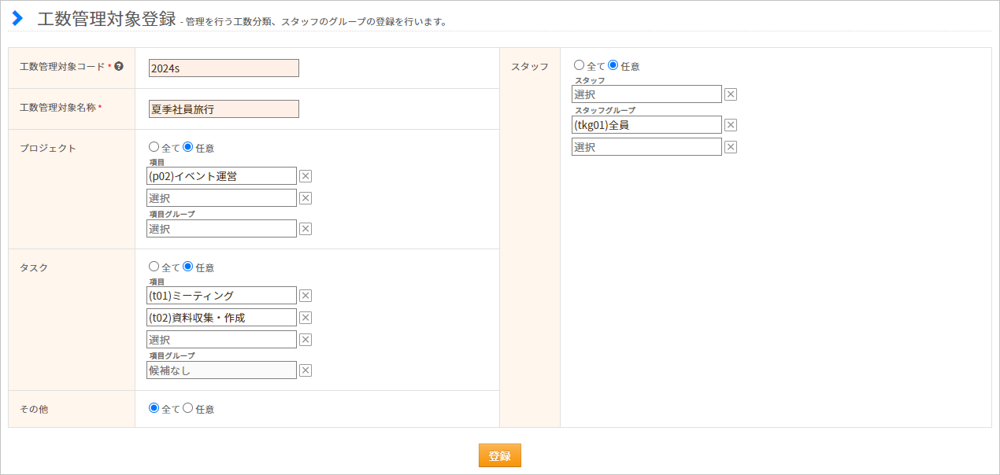 工数管理対象登録 - 管理を行う工数分類、スタッフのグループの登録を行います。
工数管理対象コード *
2024s
工数管理対象名称 *
夏季社員旅行
プロジェクト
全て 任意
項目
(p02)イベント運営
選択
項目グループ
選択
タスク
全て 任意
項目
(t01)ミーティング
(t02)資料収集・作成
選択
項目グループ
候補なし
その他
全て 任意
スタッフ
全て 任意
スタッフ
選択
スタッフグループ
(tkg01)全員
選択
登録